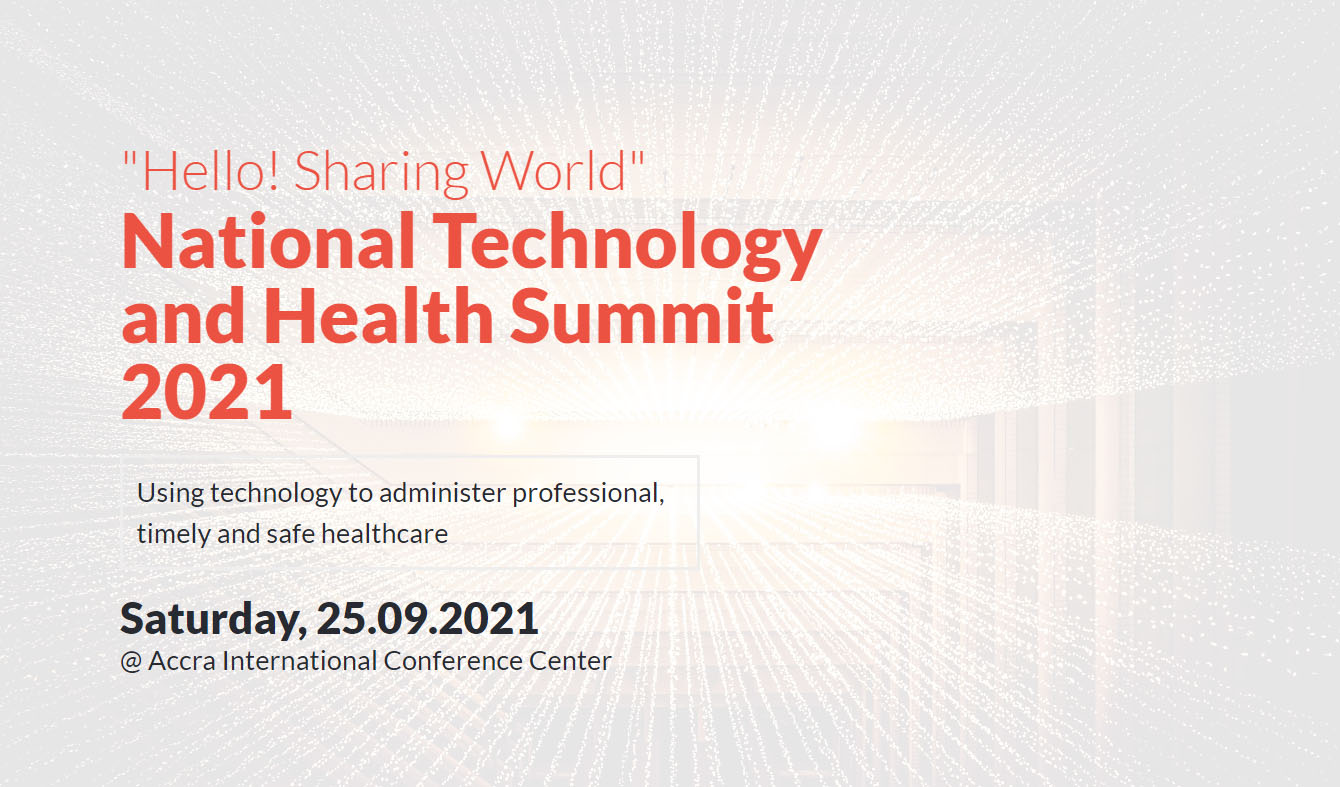 "Hello! Sharing World"
National Technology
and Health Summit
2021
Using technology to administer professional,
timely and safe healthcare
Saturday, 25.09.2021
@ Accra International Conference Center